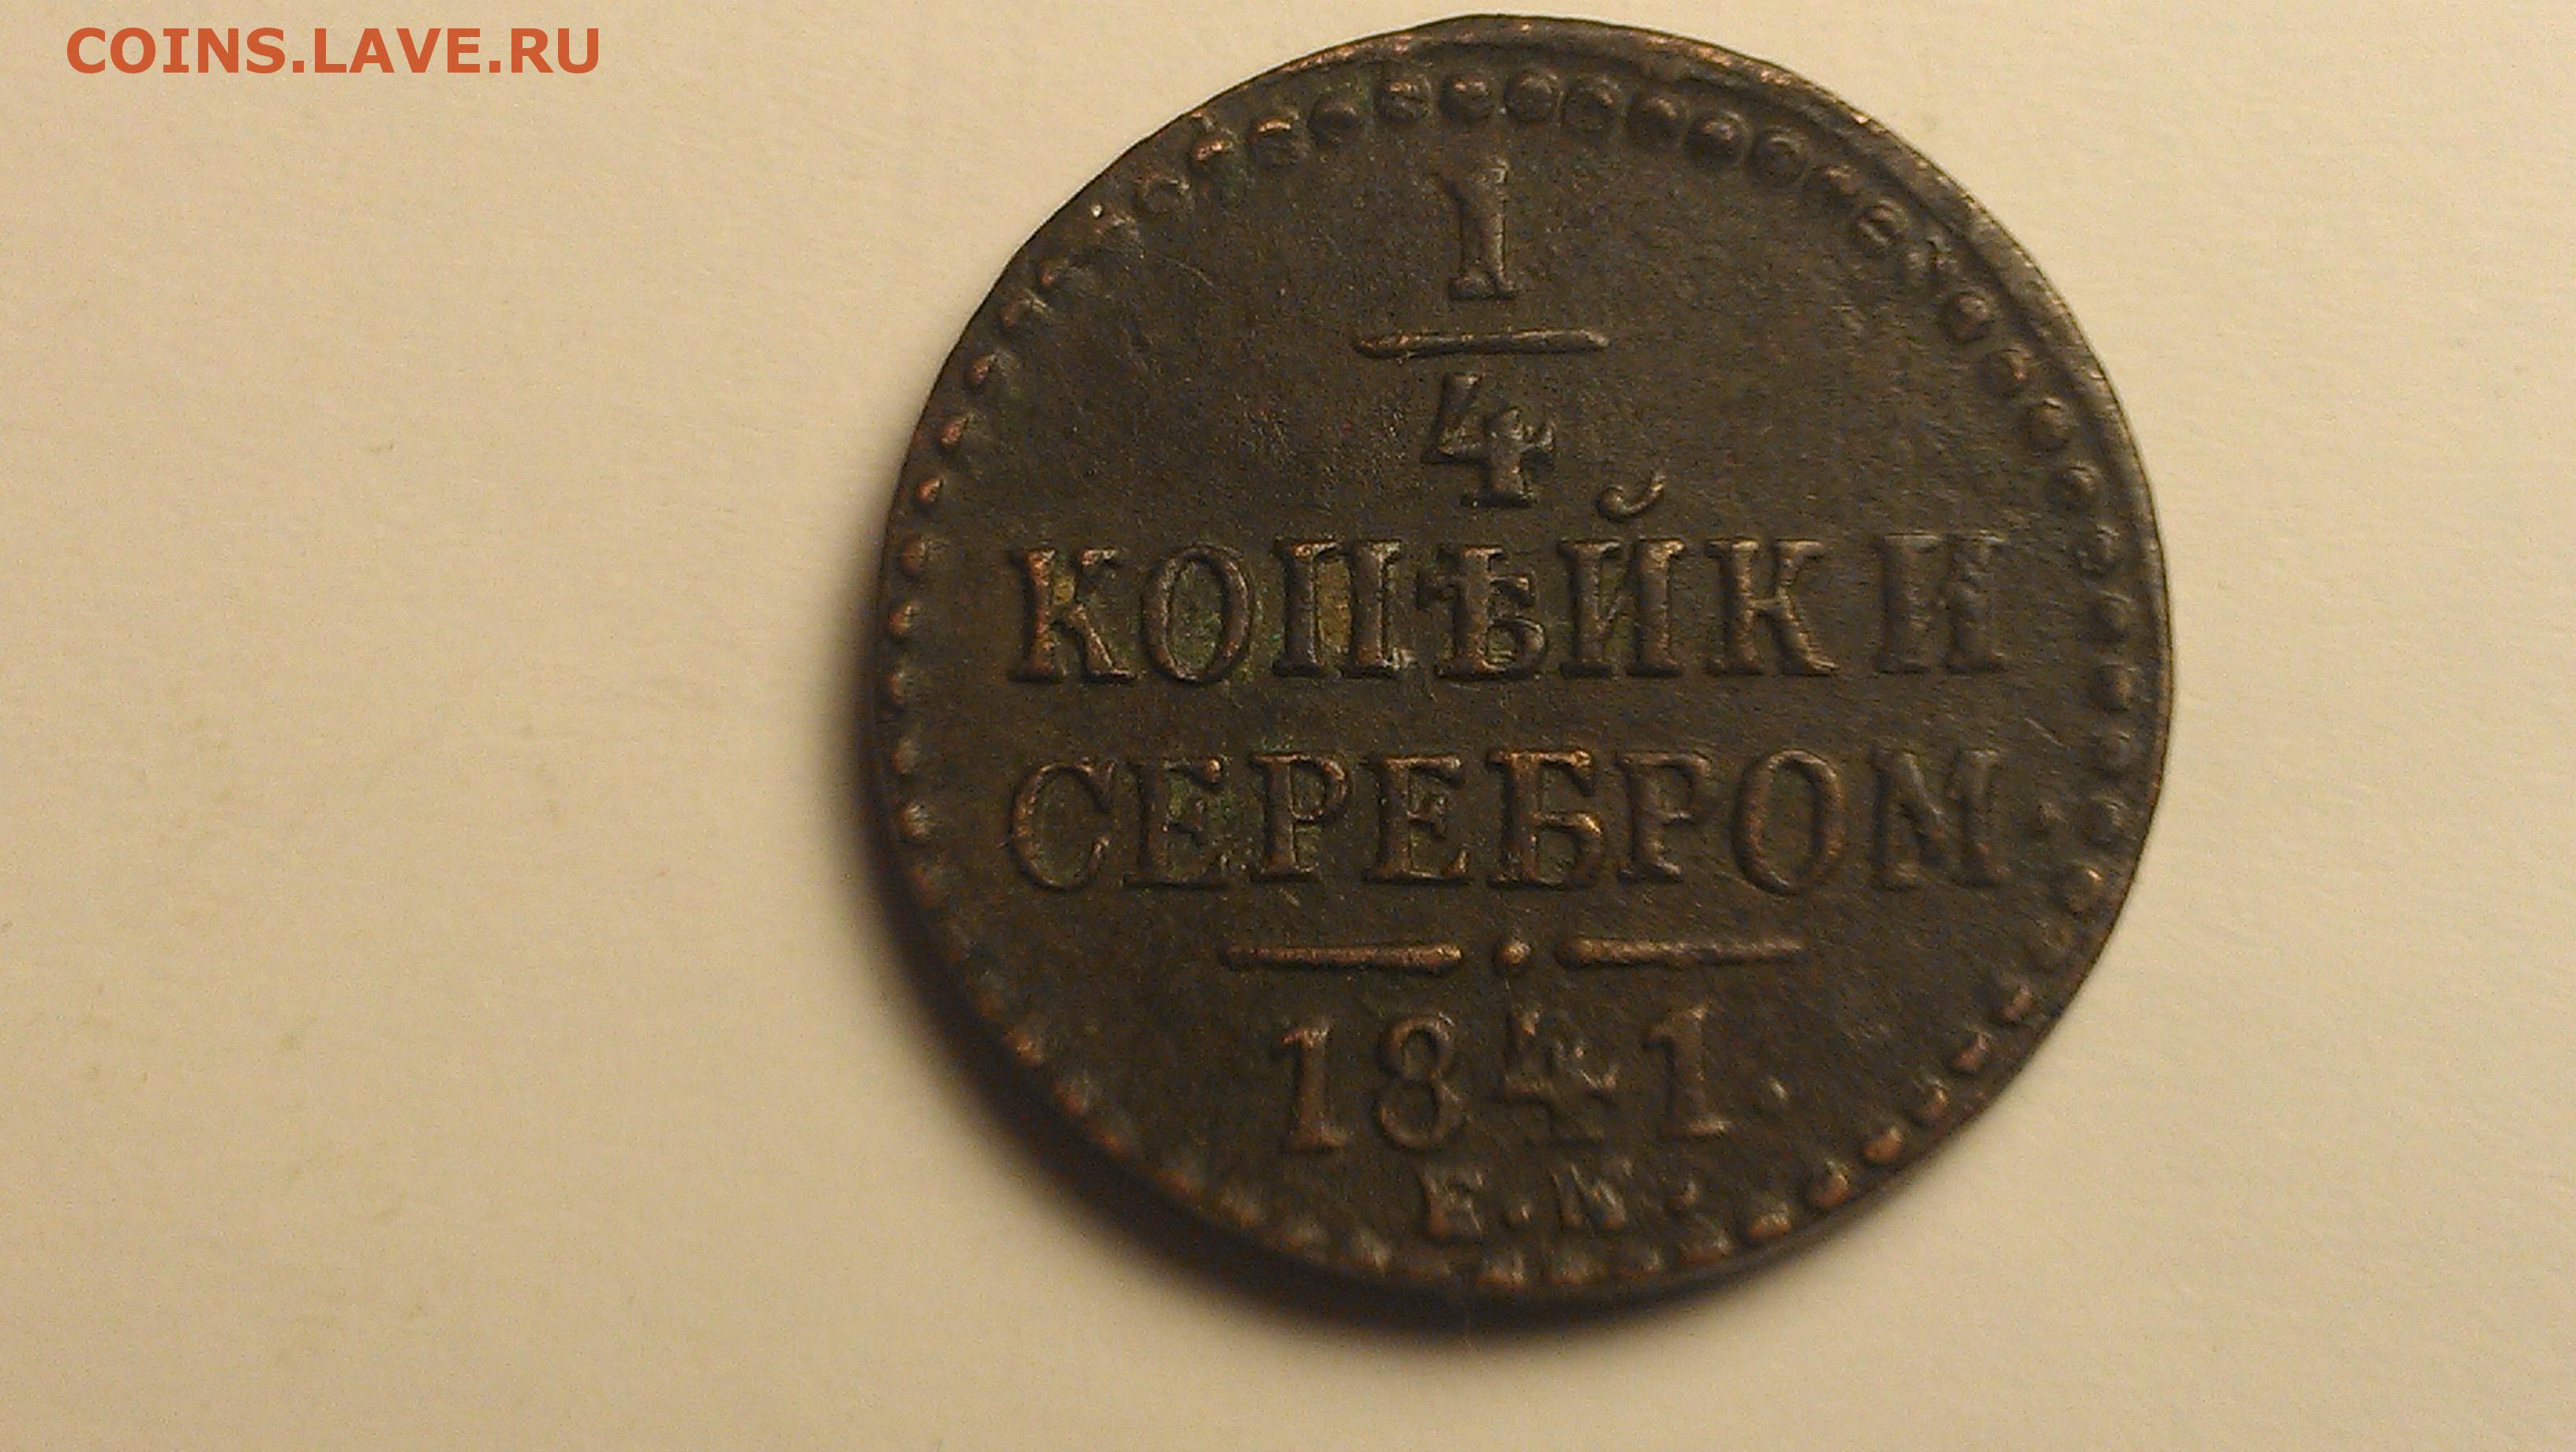 COINS.LAVE.RU
1
4
КОПѢЙКИ
СЕРЕБРОМ.
1841.
Е.М.